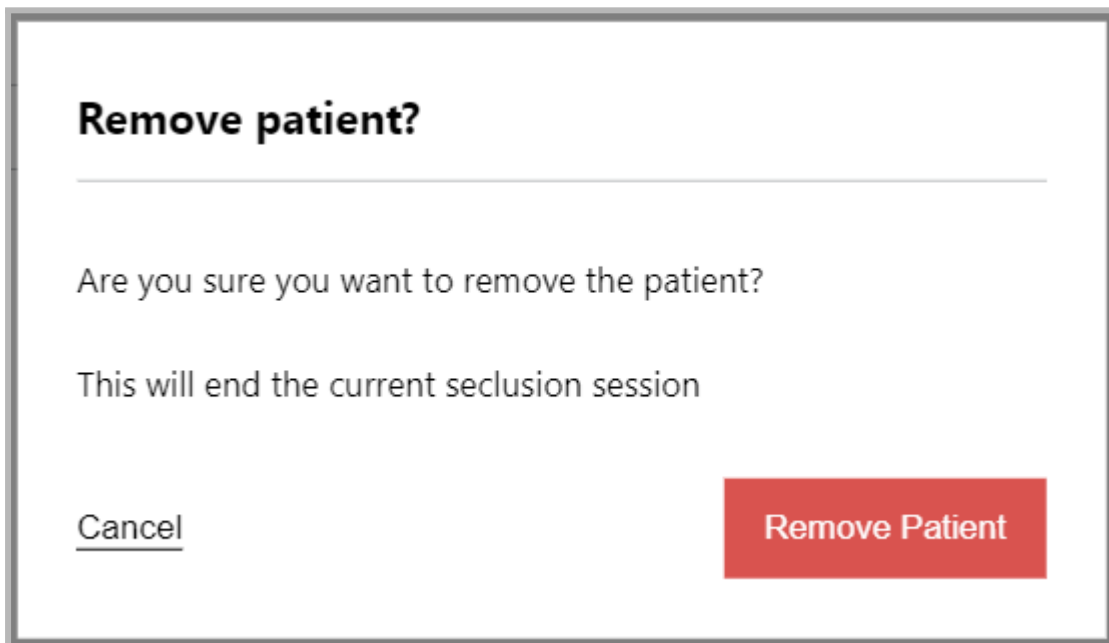 Remove patient?
Are you sure you want to remove the patient?
This will end the current seclusion session
Cancel
Remove Patient